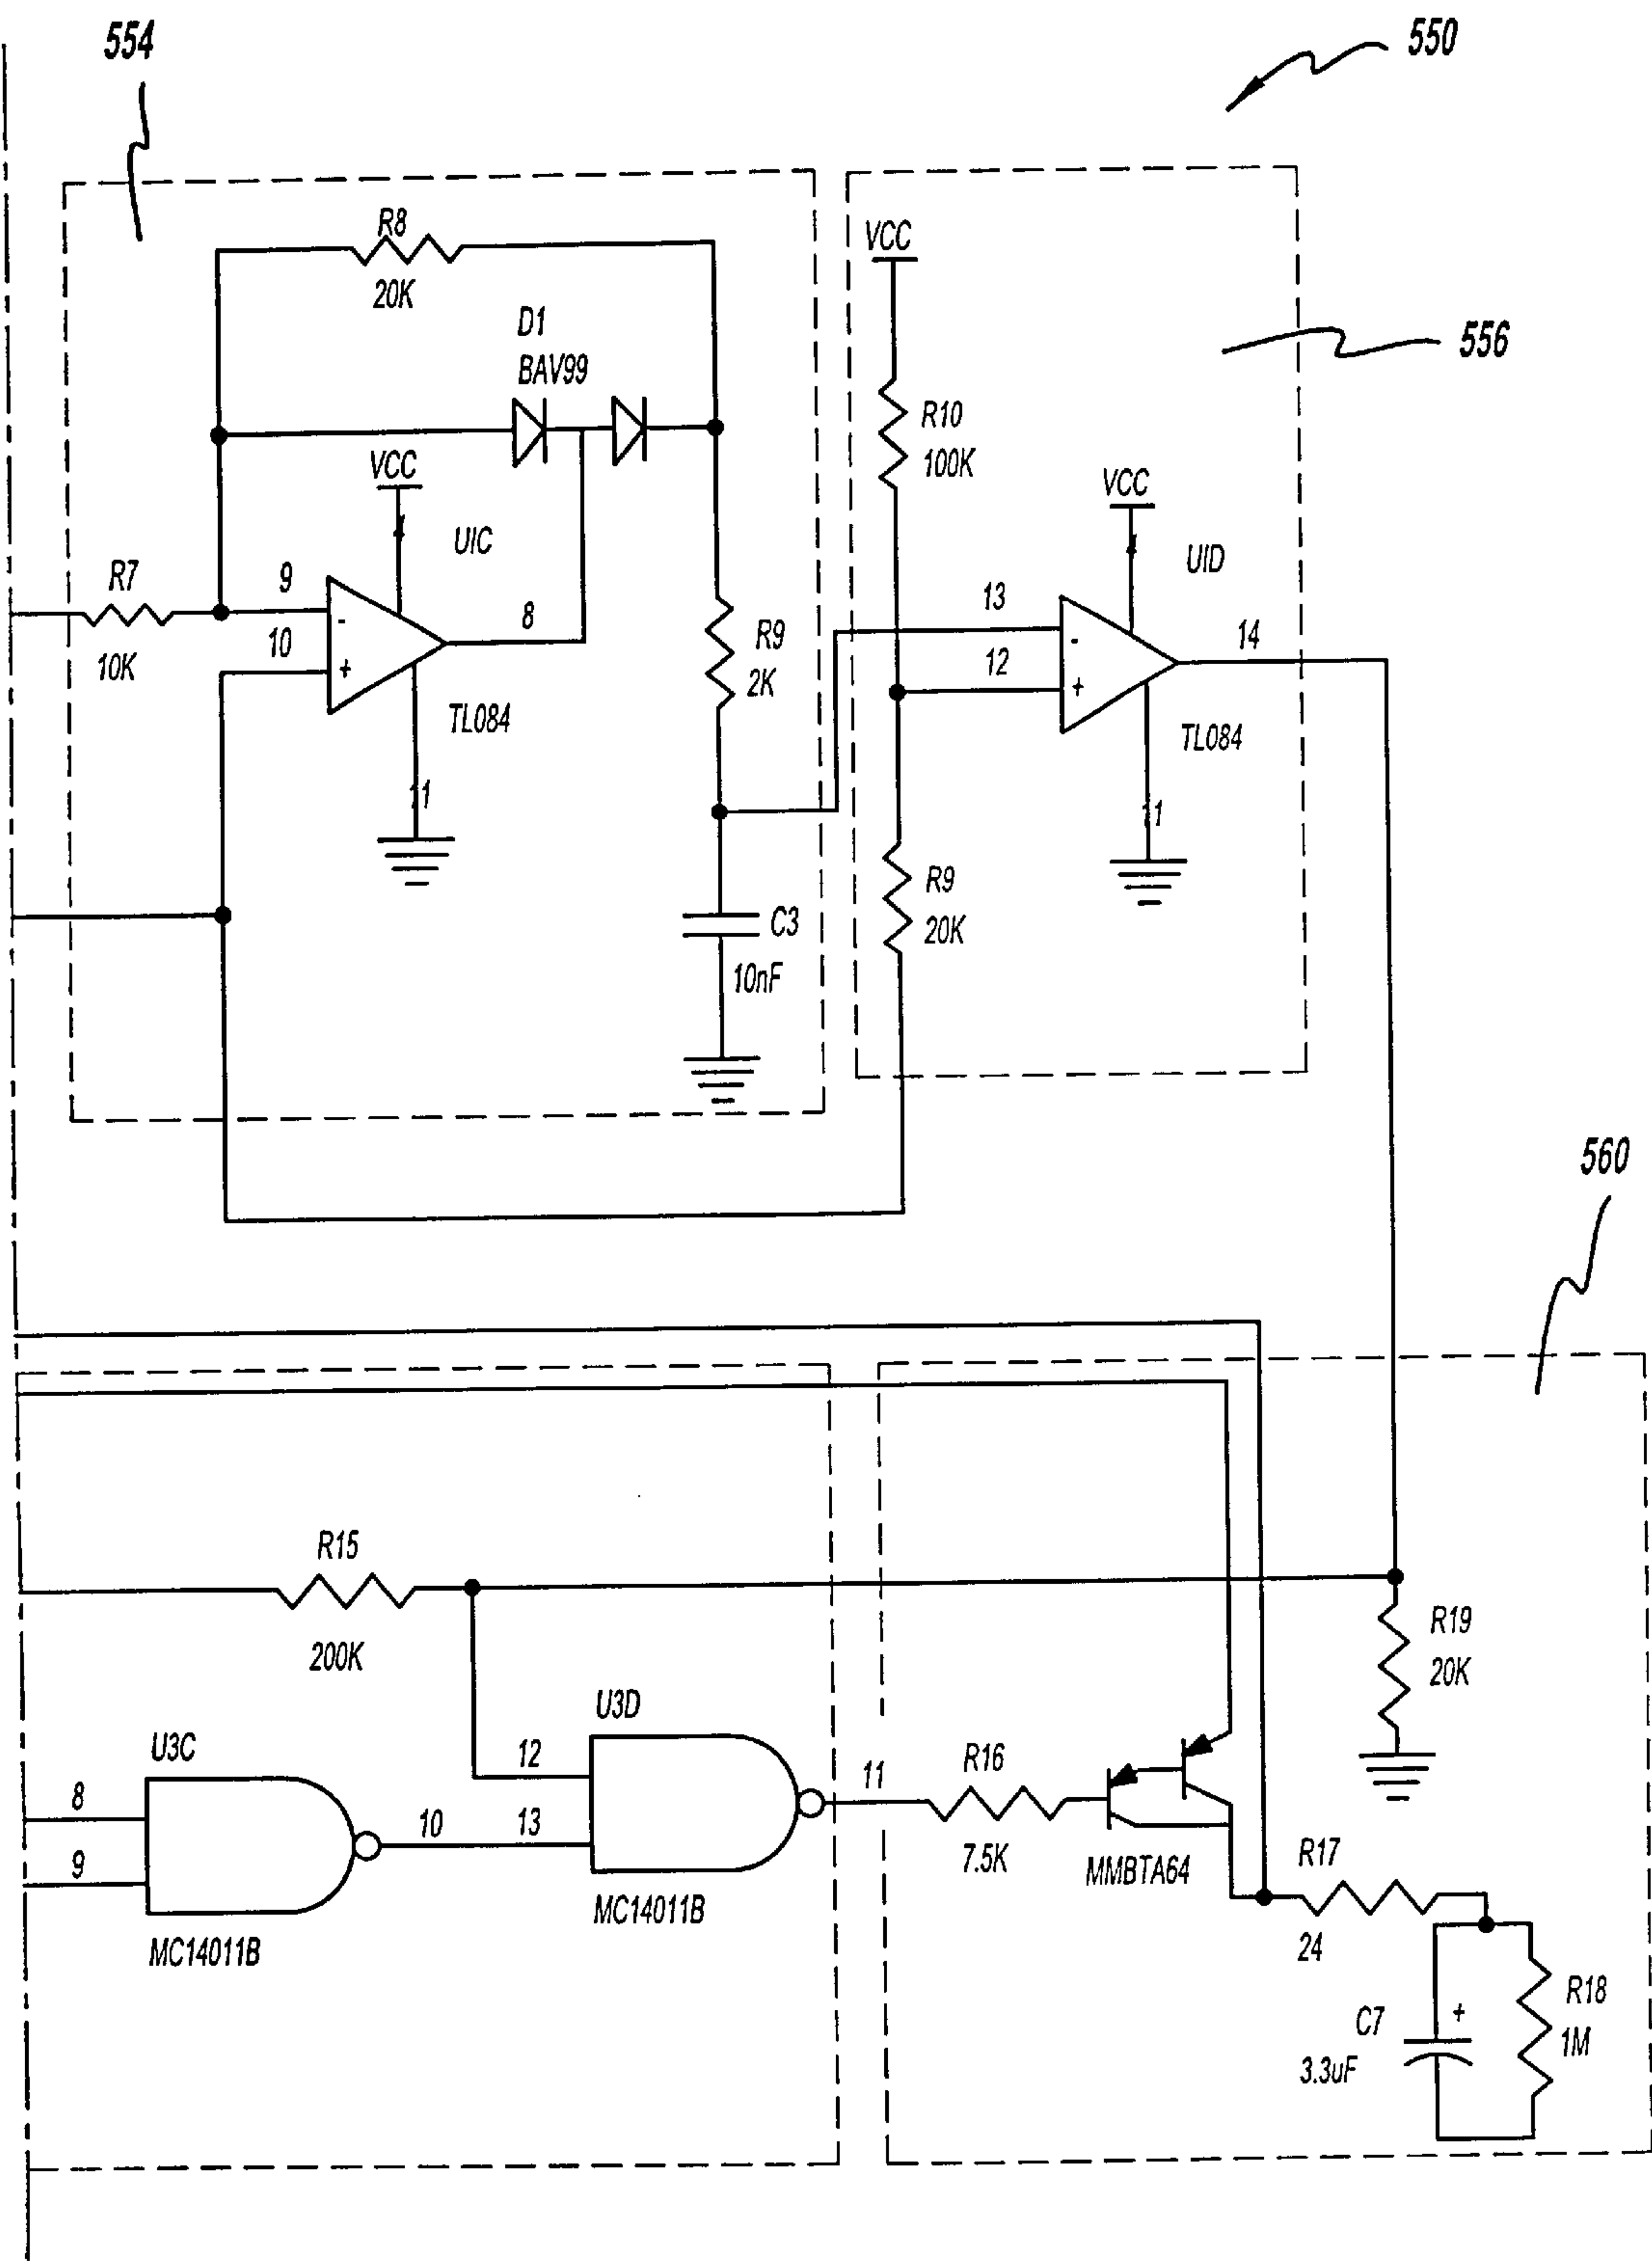 554
550
R8
20K
D1
BAV99
VCC
UIC
R7
10K
9
10
-
+
8
TL084
11
R9
2K
C3
10nF
VCC
556
R10
100K
VCC
UID
13
12
-
+
14
TL084
11
R9
20K
560
R15
200K
R19
20K
U3C
8
9
10
MC14011B
U3D
12
13
11
MC14011B
R16
7.5K
MMBTA64
R17
24
C7
3.3uF
+
R18
1M